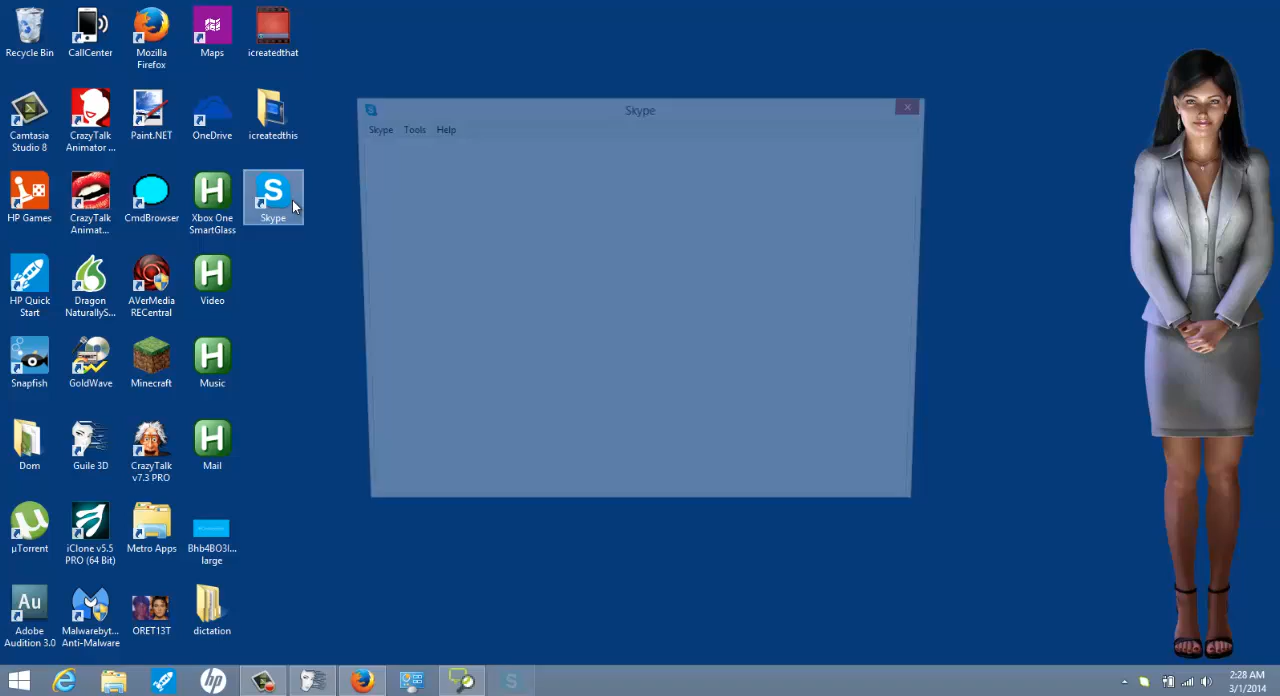 Recycle Bin
CallCenter
Mozilla
Firefox
Maps
icreatedthat
Camtasia
Studio 8
CrazyTalk
Animator ...
Paint.NET
OneDrive
icreatedthis
HP Games
CrazyTalk
Animat...
CmdBrowser
Xbox One
SmartGlass
S
Skype
HP Quick
Start
Dragon
NaturallyS...
AVerMedia
RECentral
Video
Snapfish
GoldWave
Minecraft
Music
Dom
Guile 3D
CrazyTalk
v7.3 PRO
Mail
µTorrent
iClone v5.5
PRO (64 Bit)
Metro Apps
Bhb4BO3I...
large
Au
Adobe
Audition 3.0
Malwarebyt...
Anti-Malware
ORET13T
dictation
Skype
Skype Tools Help
hp
S
2:28 AM
3/1/2014